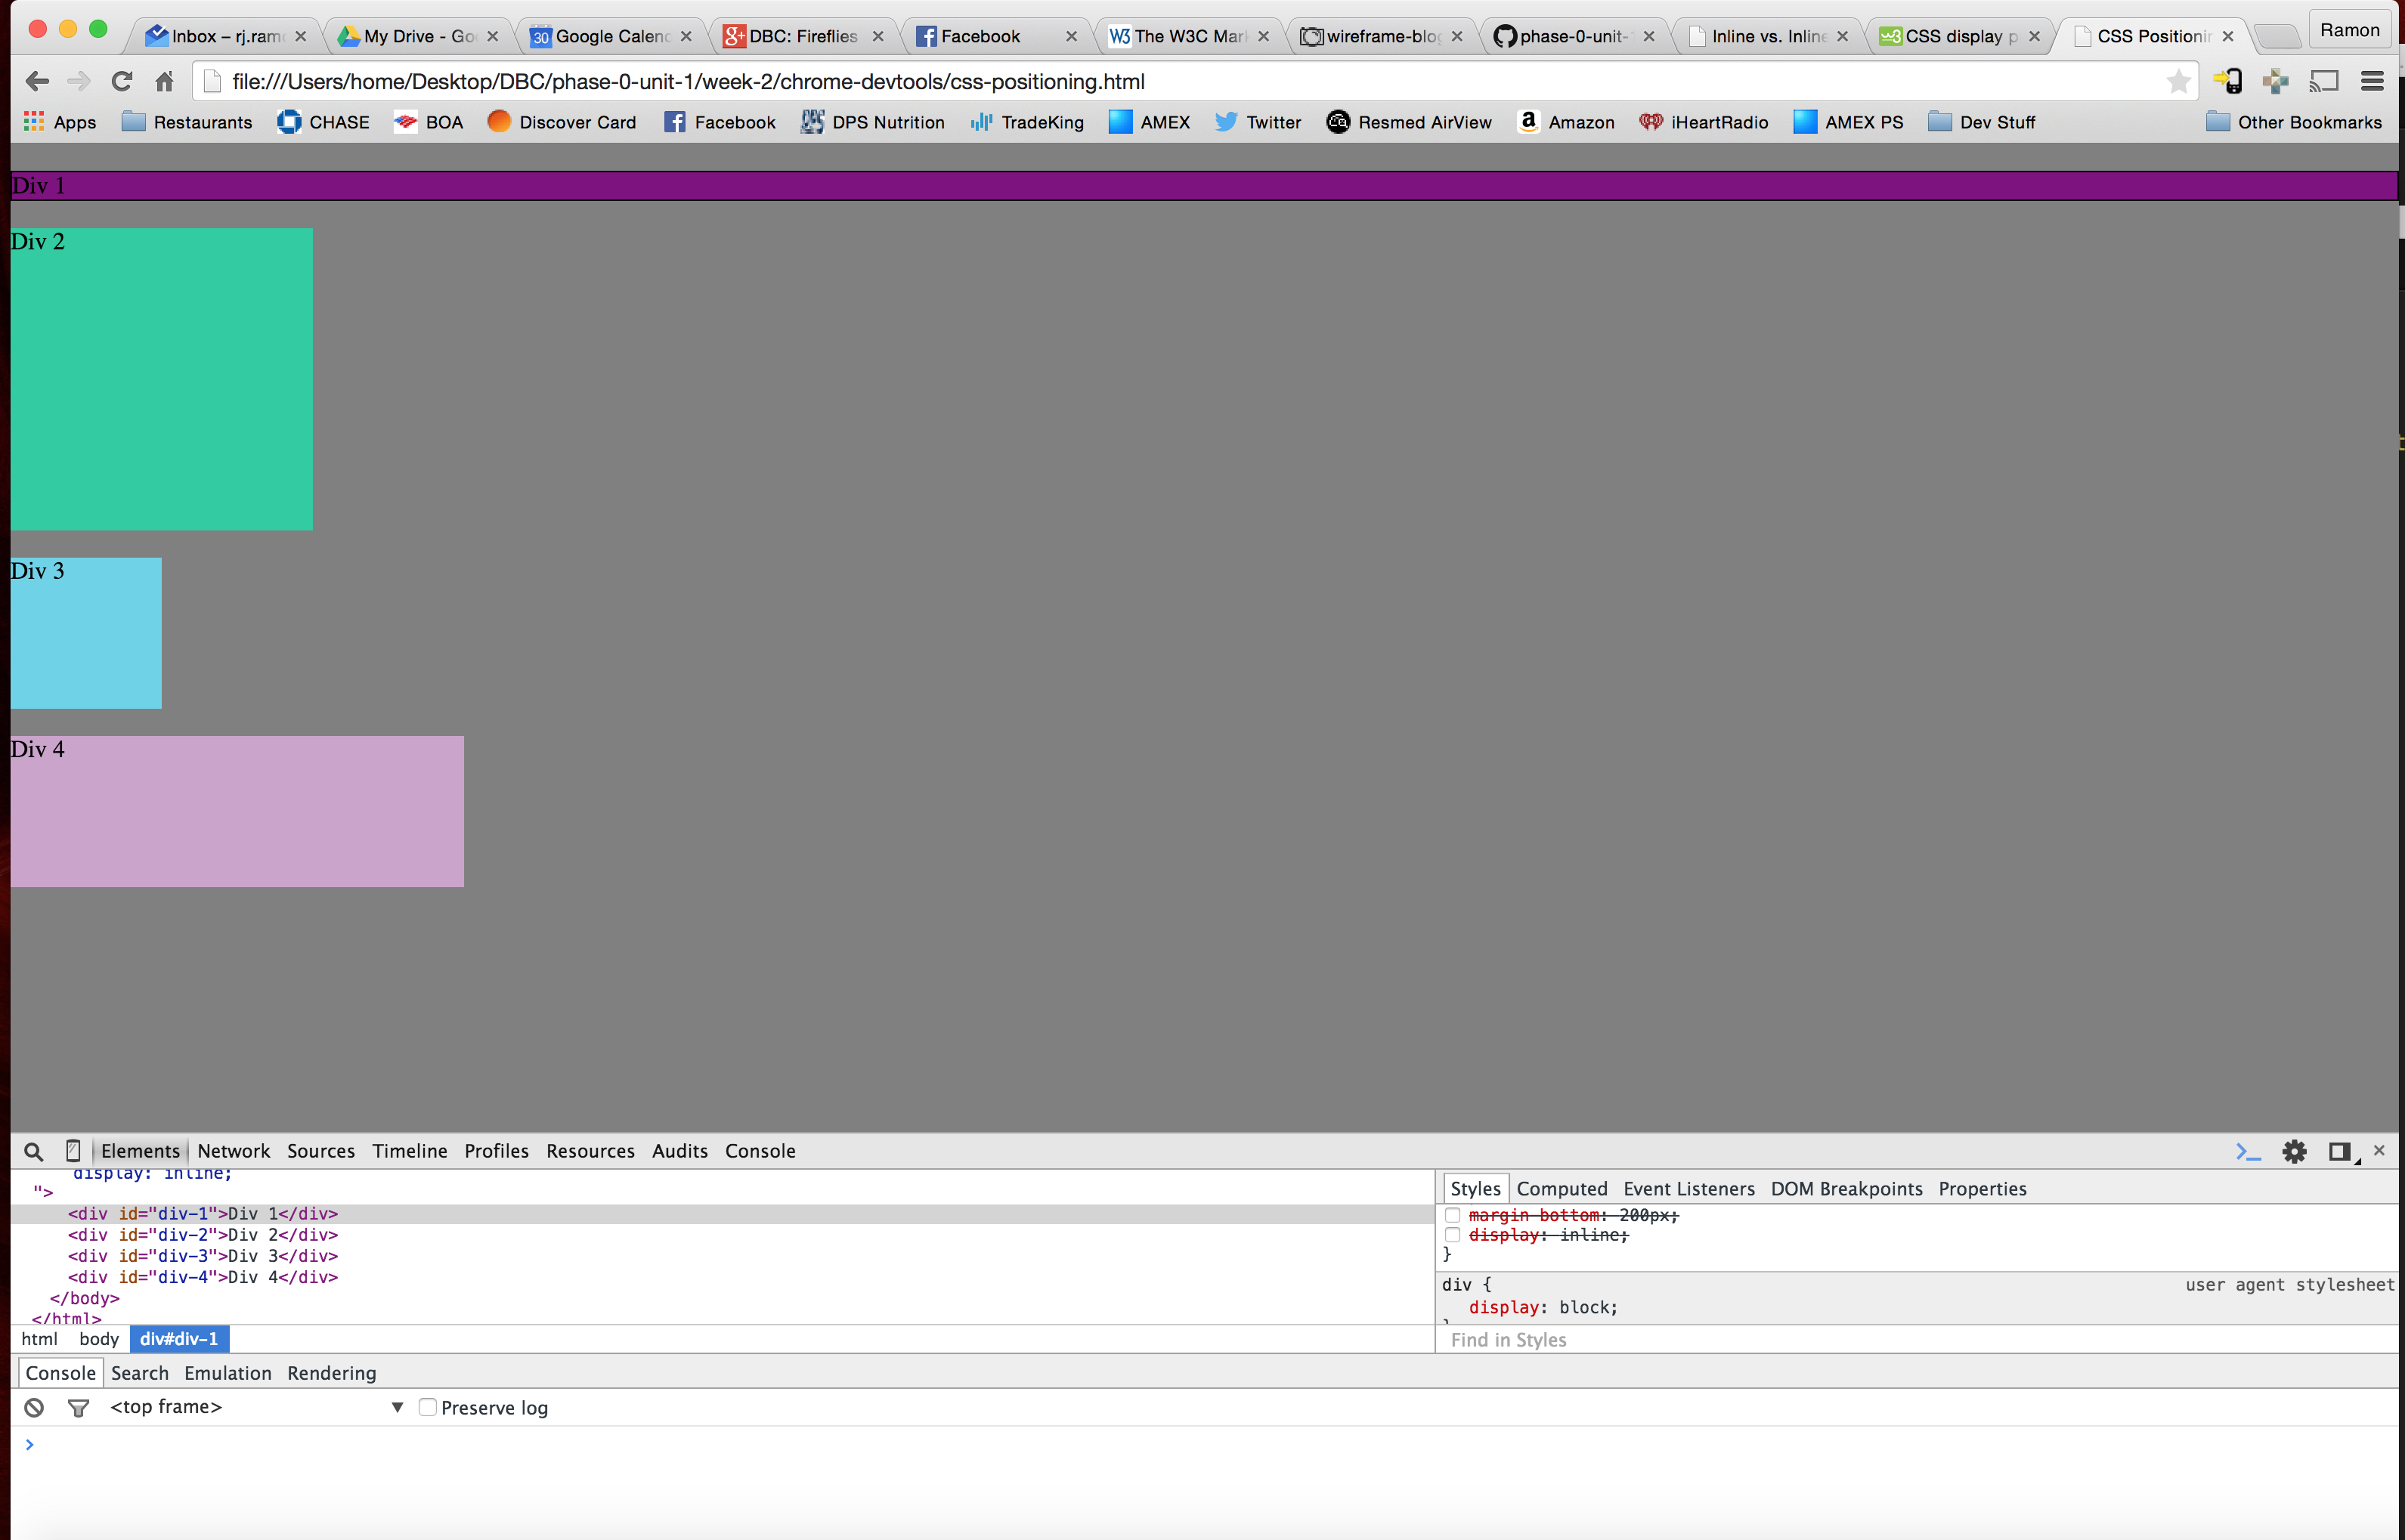 Inbox – rj.ram My Drive - Go 30 Google Calen g+ DBC: Fireflies Facebook W3 The W3C Mar wireframe-blog phase-0-unit- Inline vs. Inline w3 CSS display p CSS Positionin Ramon
file:///Users/home/Desktop/DBC/phase-0-unit-1/week-2/chrome-devtools/css-positioning.html
Apps Restaurants CHASE BOA Discover Card Facebook DPS Nutrition TradeKing AMEX Twitter Resmed AirView Amazon iHeartRadio AMEX PS Dev Stuff Other Bookmarks
Div 1
Div 2
Div 3
Div 4
Elements Network Sources Timeline Profiles Resources Audits Console
display: inline;
">
<div id="div-1">Div 1</div>
<div id="div-2">Div 2</div>
<div id="div-3">Div 3</div>
<div id="div-4">Div 4</div>
</body>
</html>
html body div#div-1
Styles Computed Event Listeners DOM Breakpoints Properties
margin-bottom: 200px;
display: inline;
}
div { user agent stylesheet
display: block;
}
Find in Styles
Console Search Emulation Rendering
<top frame> ▼ Preserve log
>